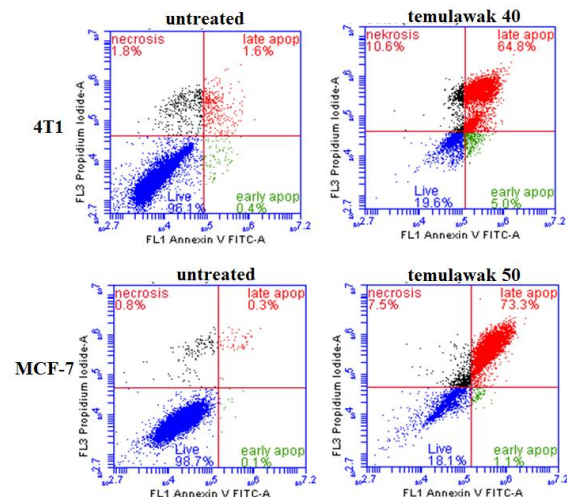 untreated
temulawak 40
4T1
necrosis late apop
1.8% 1.6%
Live early apop
96.1% 0.4%
FL3 Propidium Iodide-A
FL1 Annexin V FITC-A
nekrosis late apop
10.6% 64.8%
Live early apop
19.6% 5.0%
FL3 Propidium Iodide-A
FL1 Annexin V FITC-A
untreated
temulawak 50
MCF-7
necrosis late apop
0.8% 0.3%
Live early apop
98.7% 0.1%
FL3 Propidium Iodide-A
FL1 Annexin V FITC-A
necrosis late apop
7.5% 73.3%
Live early apop
18.1% 1.1%
FL3 Propidium Iodide-A
FL1 Annexin V FITC-A